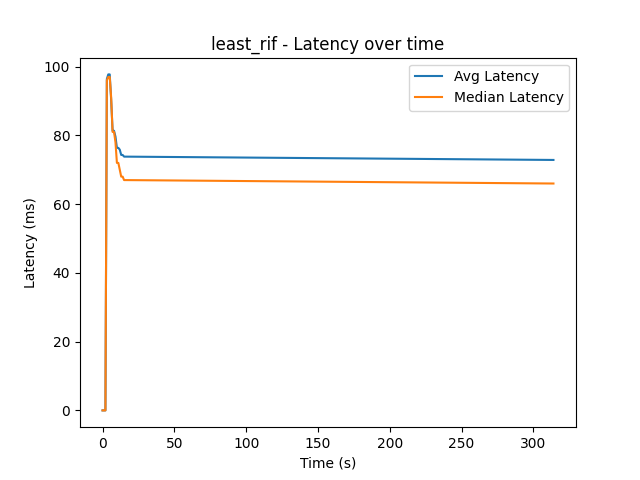 least_rif - Latency over time
Avg Latency
Median Latency
100
80
60
40
20
0
Latency (ms)
0 50 100 150 200 250 300
Time (s)